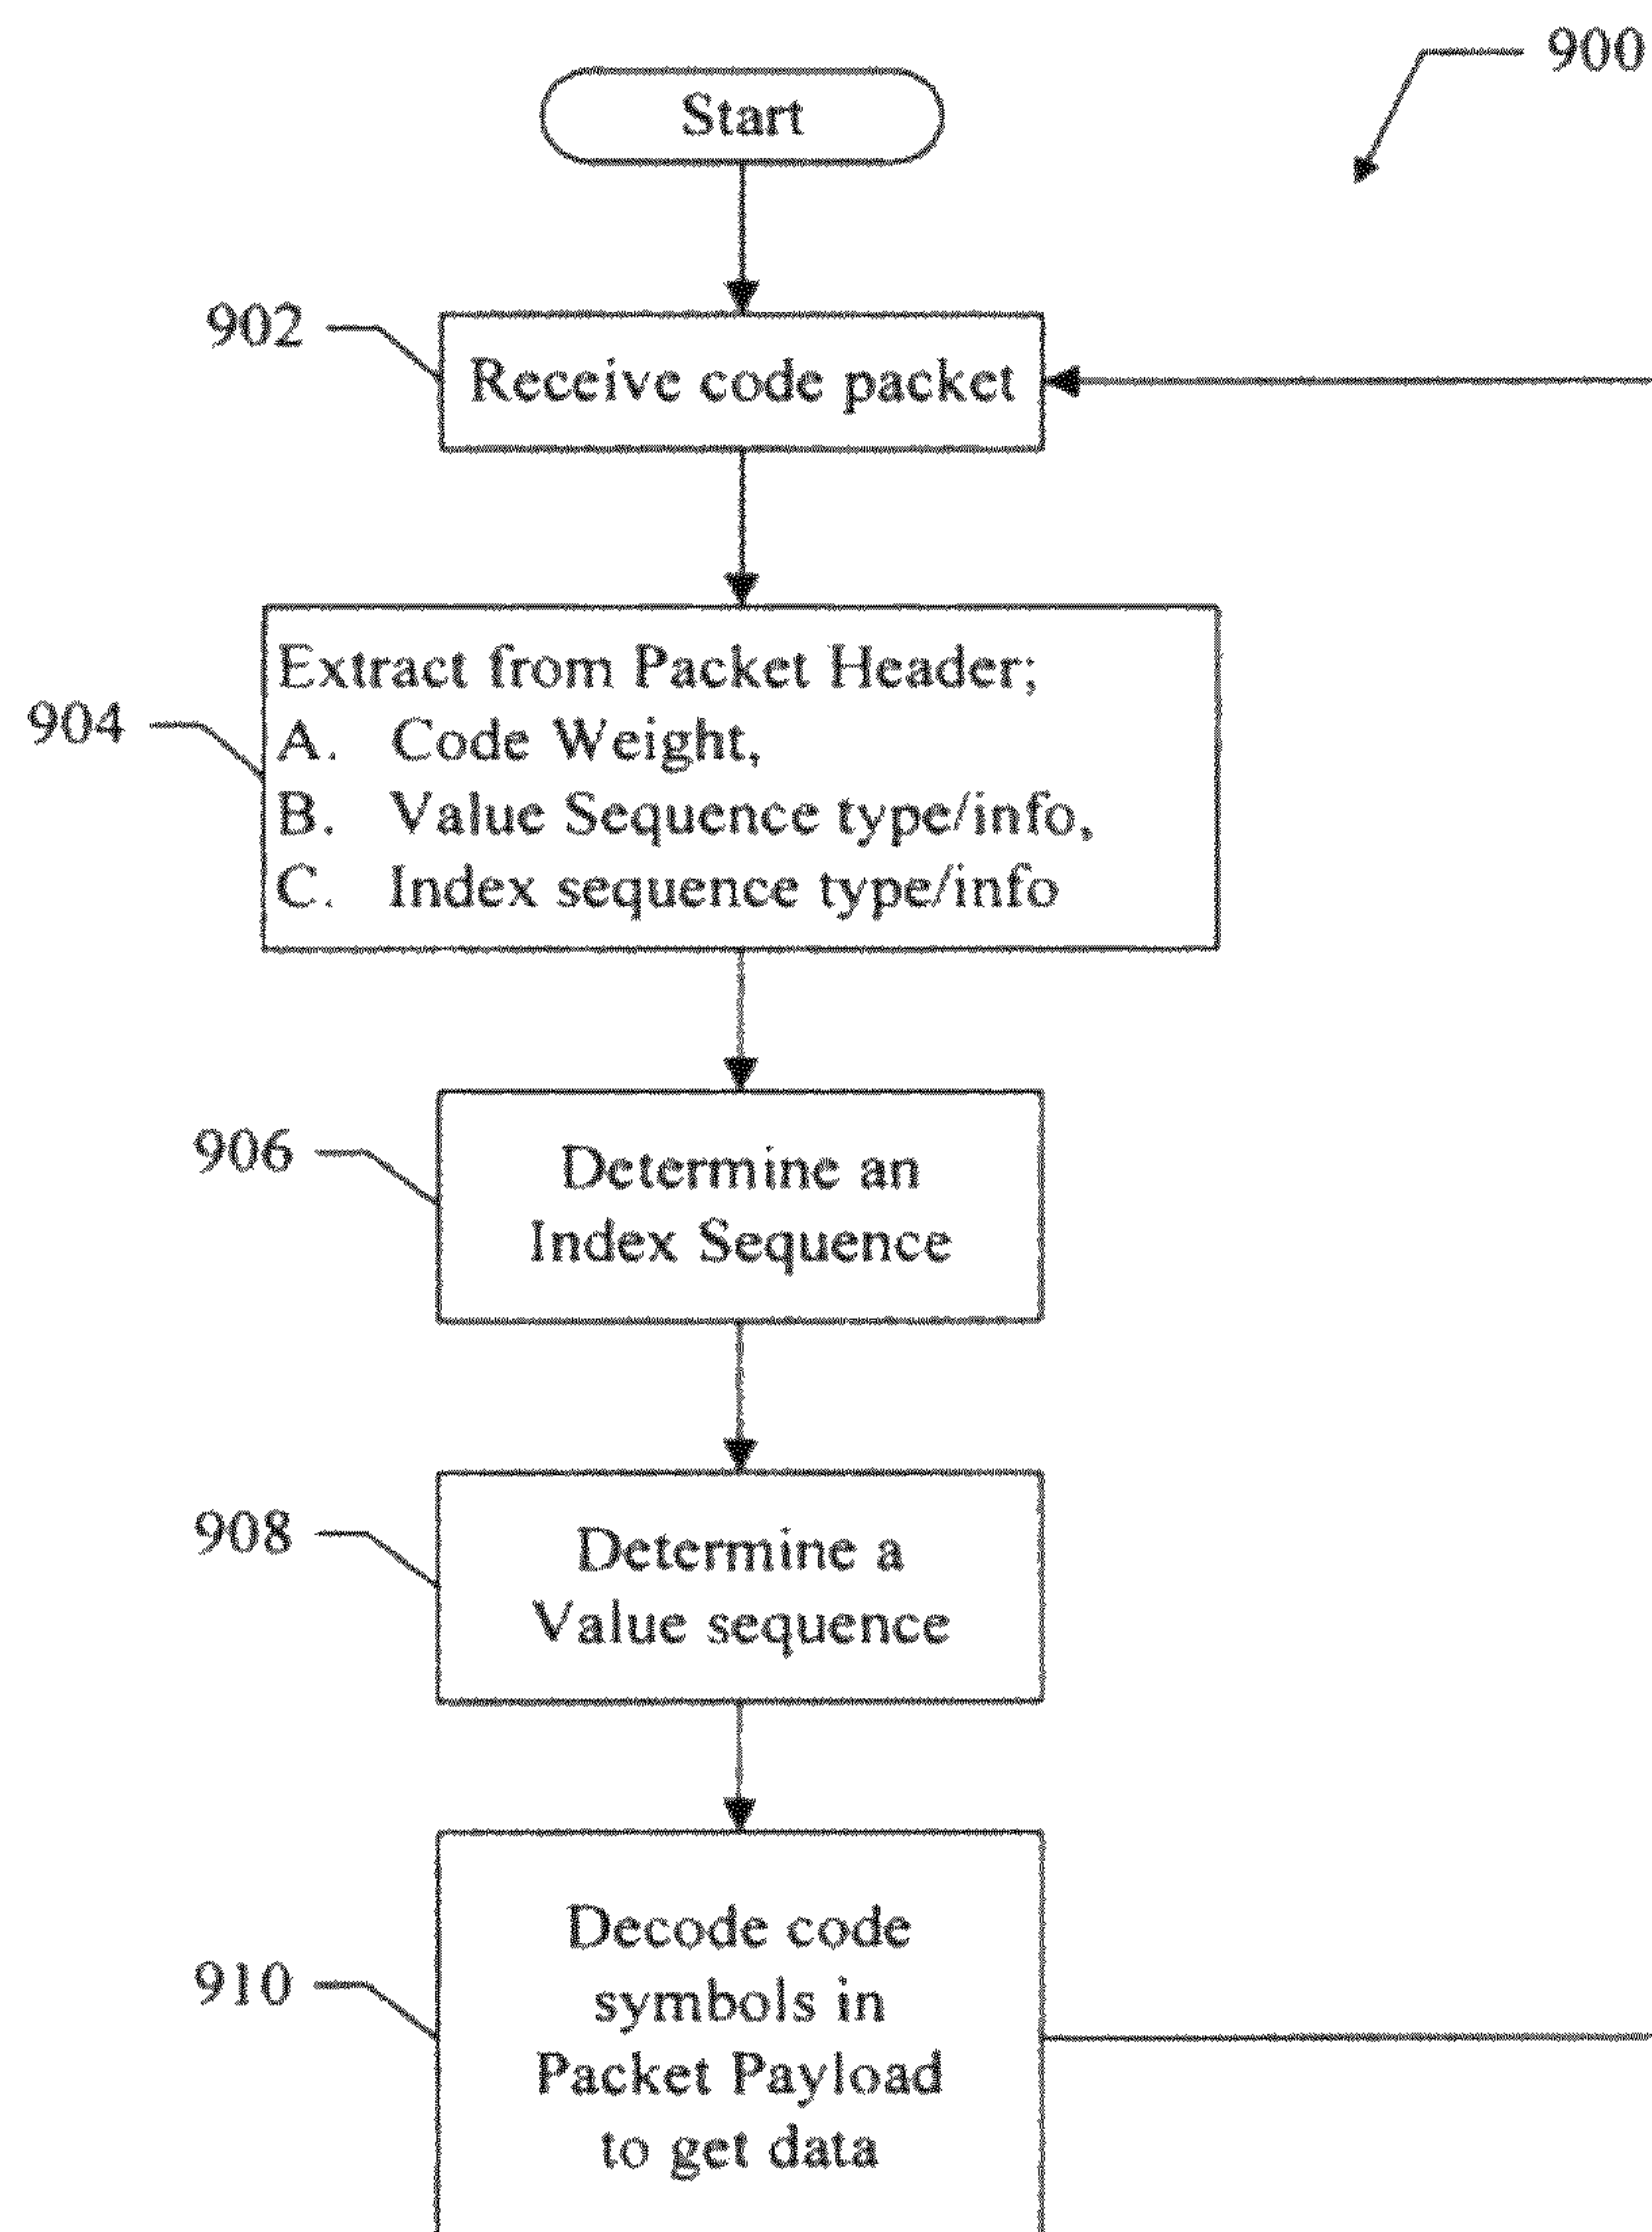 900
Start
902
Receive code packet
904
Extract from Packet Header;
A. Code Weight,
B. Value Sequence type/info,
C. Index sequence type/info
906
Determine an
Index Sequence
908
Determine a
Value sequence
910
Decode code
symbols in
Packet Payload
to get data